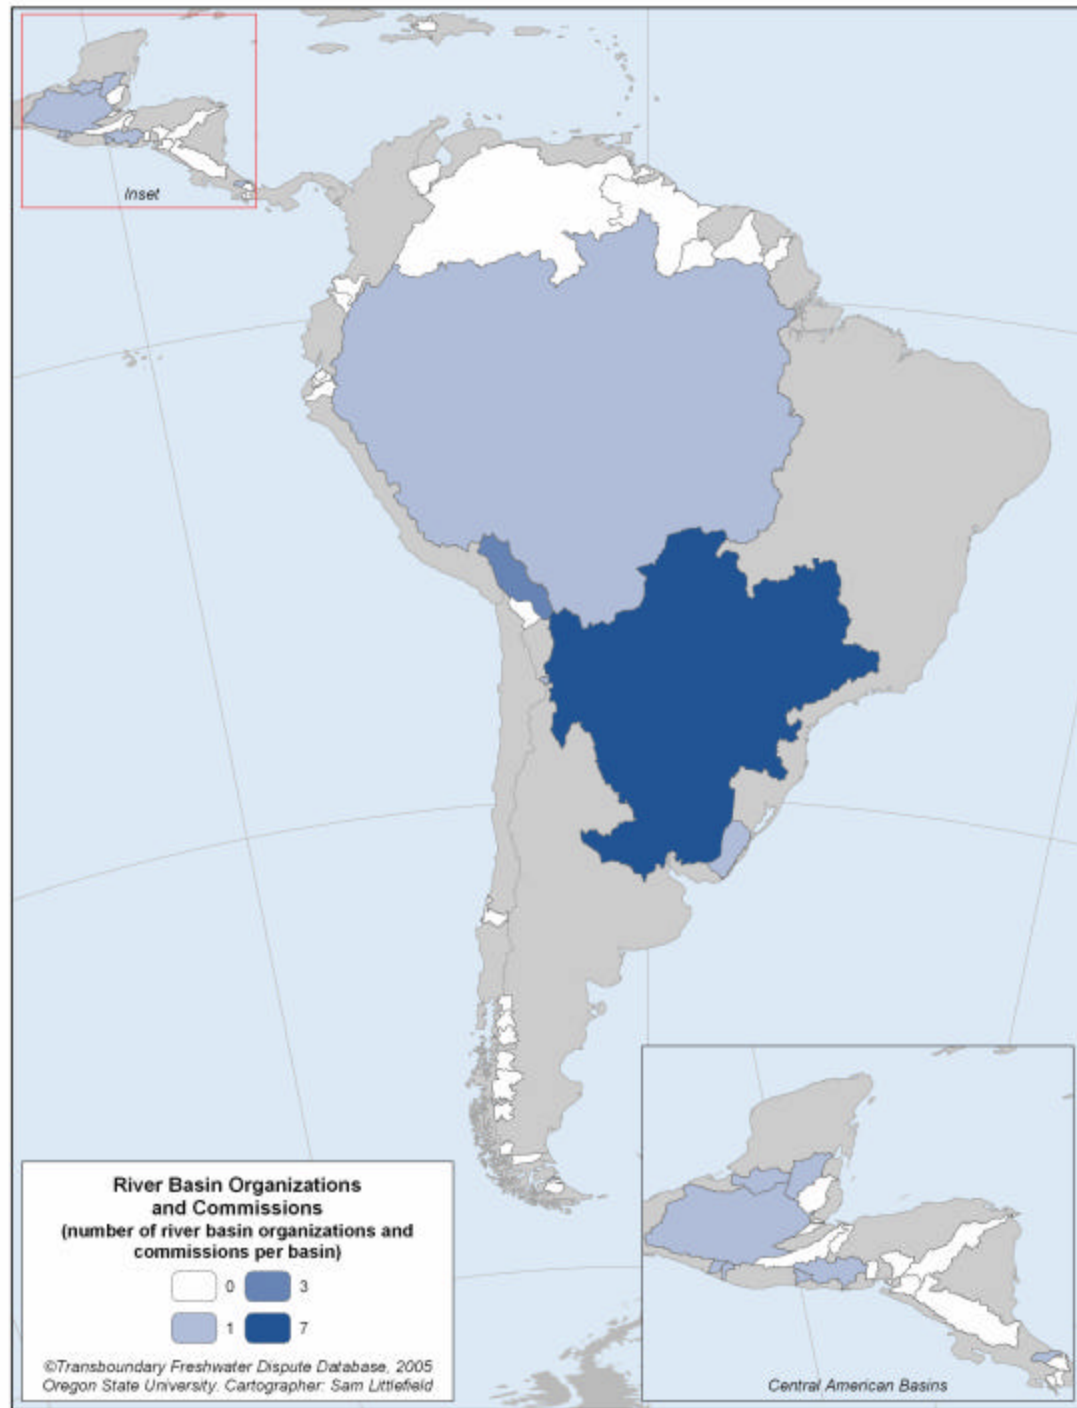 Inset
River Basin Organizations
and Commissions
(number of river basin organizations and
commissions per basin)
0 3
1 7
©Transboundary Freshwater Dispute Database, 2005
Oregon State University. Cartographer: Sam Littlefield
Central American Basins